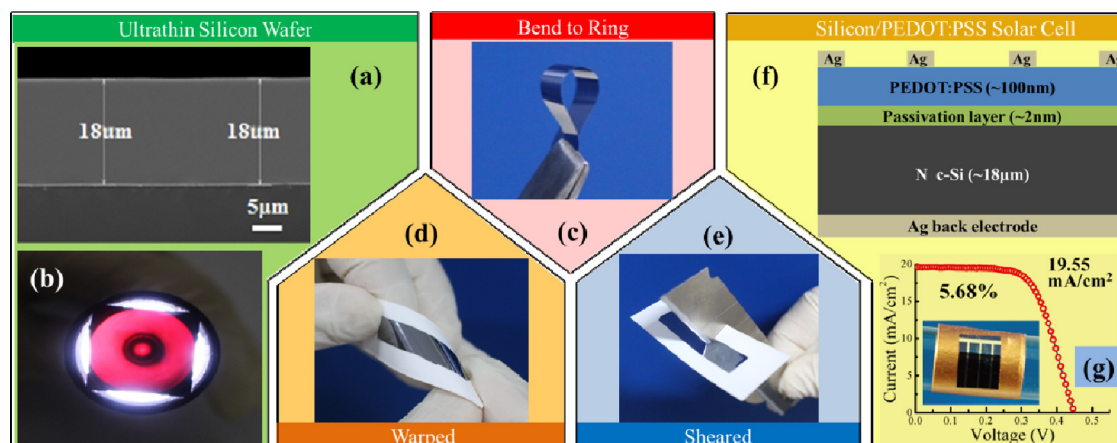 Ultrathin Silicon Wafer
(a)
18um 18um
5μm
(b)
Bend to Ring
(c)
(d)
Warped
(e)
Sheared
Silicon/PEDOT:PSS Solar Cell
(f)
Ag Ag Ag A
PEDOT:PSS (~100nm)
Passivation layer (~2nm)
N c-Si (~18μm)
Ag back electrode
19.55
mA/cm²
5.68%
(g)
Current (mA/cm²)
20
15
10
5
0
0.0 0.1 0.2 0.3 0.4 0.5
Voltage (V)